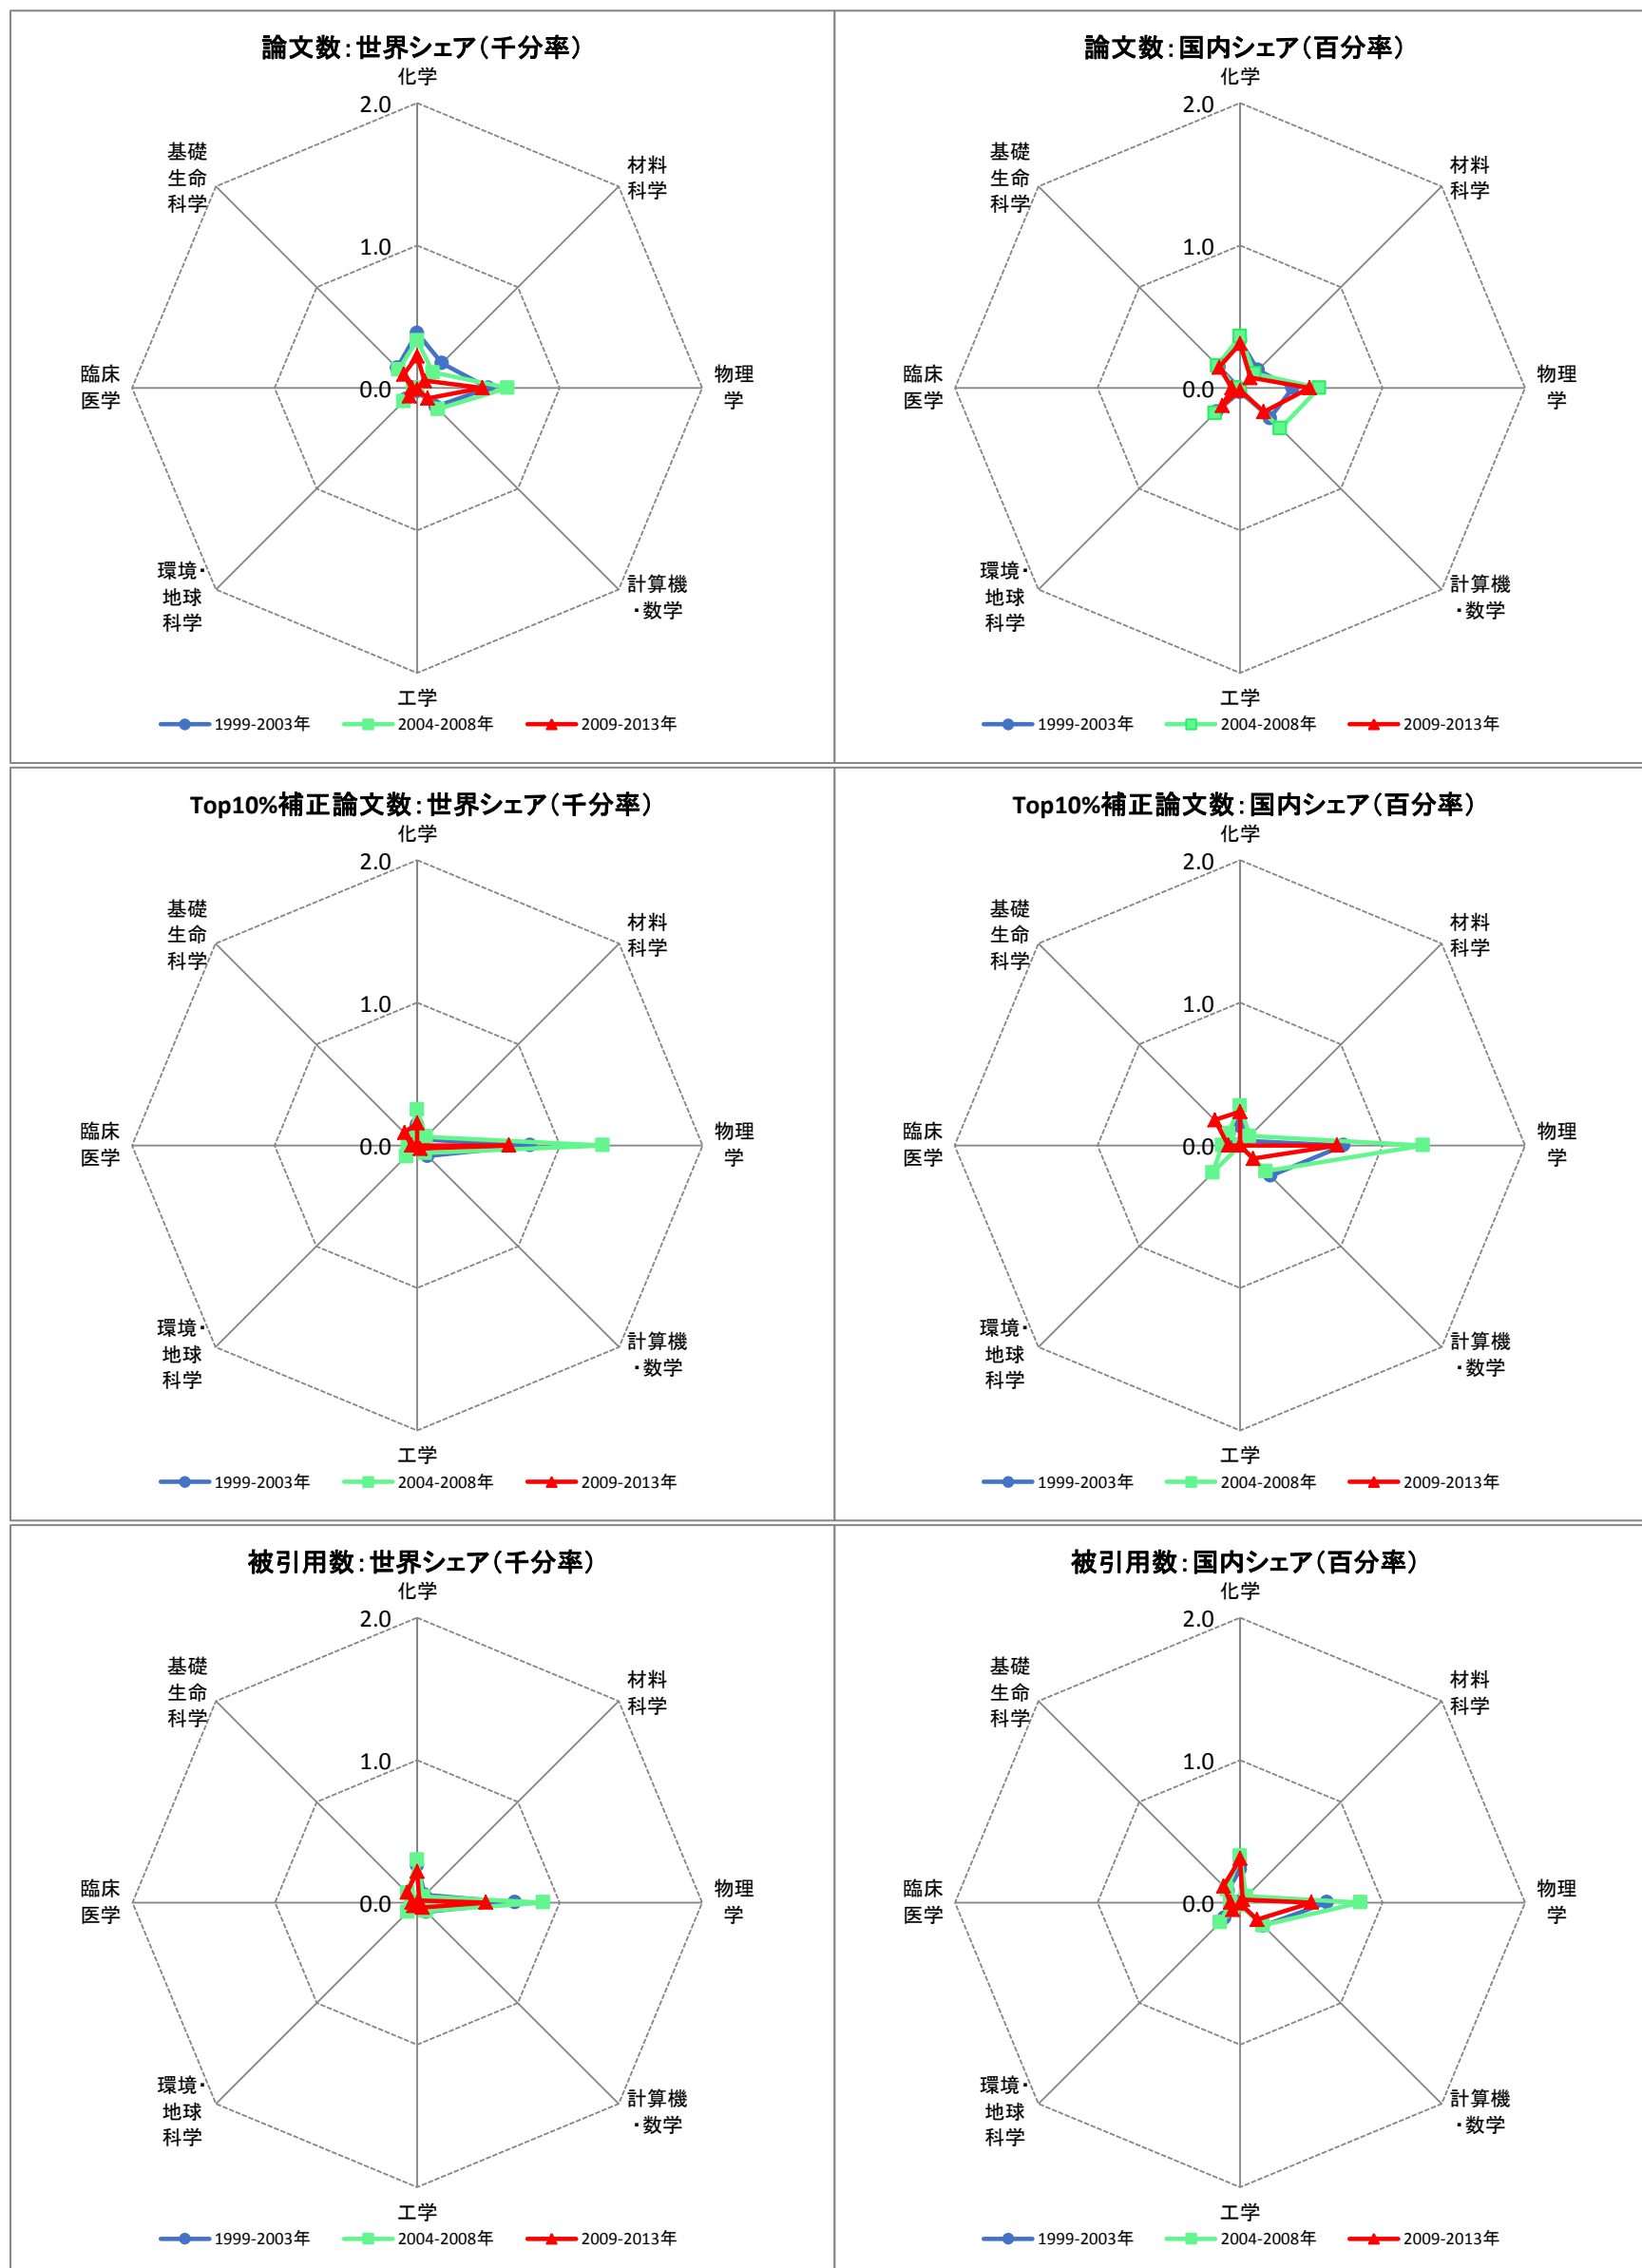 論文数:世界シェア(千分率)
化学
2.0
1.0
0.0
材料
科学
物理
学
計算機
・数学
工学
環境・
地球
科学
臨床
医学
基礎
生命
科学
1999-2003年 2004-2008年 2009-2013年
論文数:国内シェア(百分率)
化学
2.0
1.0
0.0
材料
科学
物理
学
計算機
・数学
工学
環境・
地球
科学
臨床
医学
基礎
生命
科学
1999-2003年 2004-2008年 2009-2013年
Top10%補正論文数:世界シェア(千分率)
化学
2.0
1.0
0.0
材料
科学
物理
学
計算機
・数学
工学
環境・
地球
科学
臨床
医学
基礎
生命
科学
1999-2003年 2004-2008年 2009-2013年
Top10%補正論文数:国内シェア(百分率)
化学
2.0
1.0
0.0
材料
科学
物理
学
計算機
・数学
工学
環境・
地球
科学
臨床
医学
基礎
生命
科学
1999-2003年 2004-2008年 2009-2013年
被引用数:世界シェア(千分率)
化学
2.0
1.0
0.0
材料
科学
物理
学
計算機
・数学
工学
環境・
地球
科学
臨床
医学
基礎
生命
科学
1999-2003年 2004-2008年 2009-2013年
被引用数:国内シェア(百分率)
化学
2.0
1.0
0.0
材料
科学
物理
学
計算機
・数学
工学
環境・
地球
科学
臨床
医学
基礎
生命
科学
1999-2003年 2004-2008年 2009-2013年